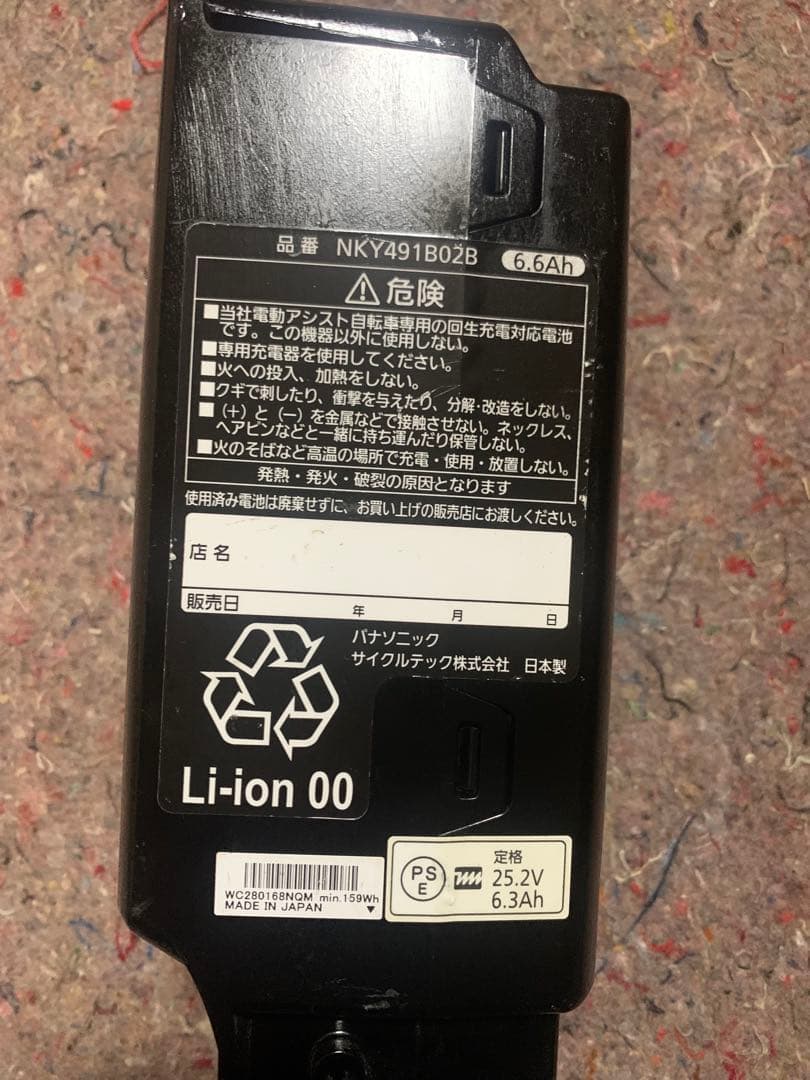 品番 NKY491B02B 6.6Ah
危険
■当社電動アシスト自転車専用の回生充電対応電池
です。この機器以外に使用しない。
■専用充電器を使用してください。
■火への投入、加熱をしない。
■クギで刺したり、衝撃を与えたり、分解・改造をしない。
■(+)と(−)を金属などで接触させない。ネックレス、
ヘアピンなどと一緒に持ち運んだり保管しない。
■火のそばなど高温の場所で充電・使用・放置しない。
発熱・発火・破裂の原因となります
使用済み電池は廃棄せずに、お買い上げの販売店にお渡しください。
店名
販売日 年 月 日
パナソニック
サイクルテック株式会社 日本製
Li-ion 00
WC280168NQM min.159Wh
MADE IN JAPAN ▼
PS
E
定格
25.2V
6.3Ah